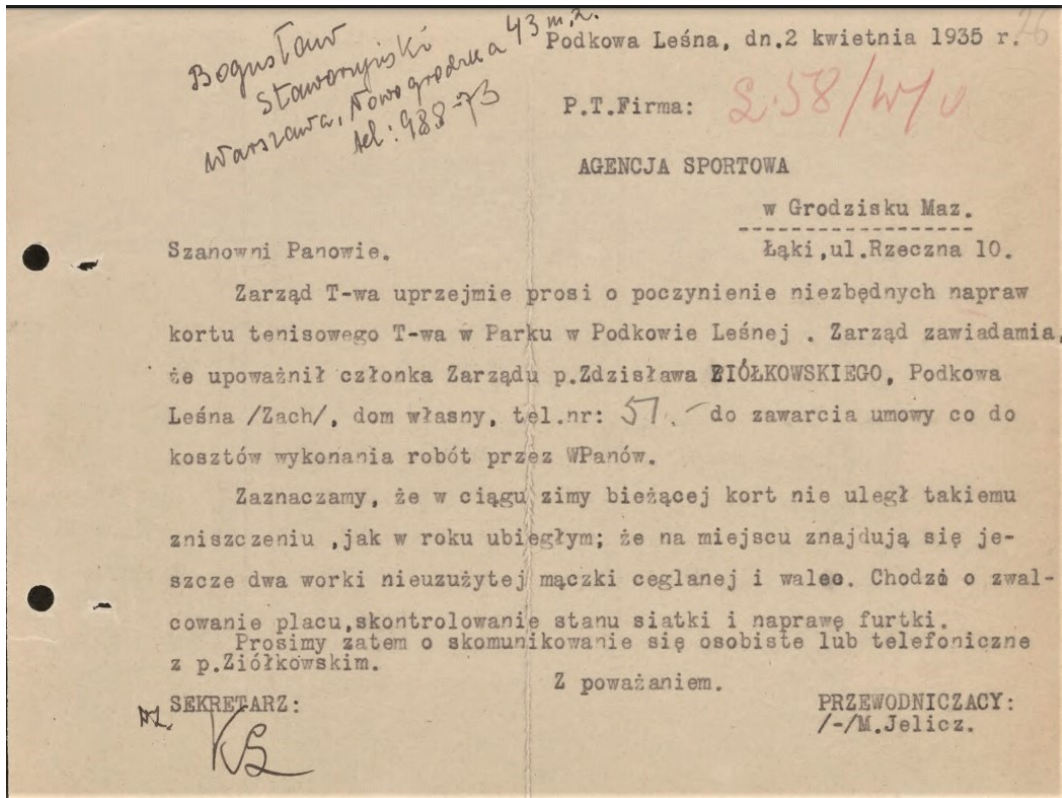 Bogusław
Staworzyński
Warszawa, Nowogrodzka 43 m. 2.
tel: 988-73
Podkowa Leśna, dn.2 kwietnia 1935 r.
26
P.T.Firma:
AGENCJA SPORTOWA
w Grodzisku Maz.
Łąki,ul.Rzeczna 10.
Szanowni Panowie.
Zarząd T-wa uprzejmie prosi o poczynienie niezbędnych napraw
kortu tenisowego T-wa w Parku w Podkowie Leśnej . Zarząd zawiadamia,
że upoważnił członka Zarządu p.Zdzisława ZIÓŁKOWSKIEGO, Podkowa
Leśna /Zach/, dom własny, tel.nr: 57.- do zawarcia umowy co do
kosztów wykonania robót przez WPanów.
Zaznaczamy, że w ciągu zimy bieżącej kort nie uległ takiemu
zniszczeniu ,jak w roku ubiegłym; że na miejscu znajdują się je-
szcze dwa worki nieuzużytej mączki ceglanej i walec. Chodzi o zwal-
cowanie placu,skontrolowanie stanu siatki i naprawę furtki.
Prosimy zatem o skomunikowanie się osobiste lub telefoniczne
z p.Ziółkowskim.
Z poważaniem.
SEKRETARZ:
PRZEWODNICZACY:
/-/M.Jelicz.